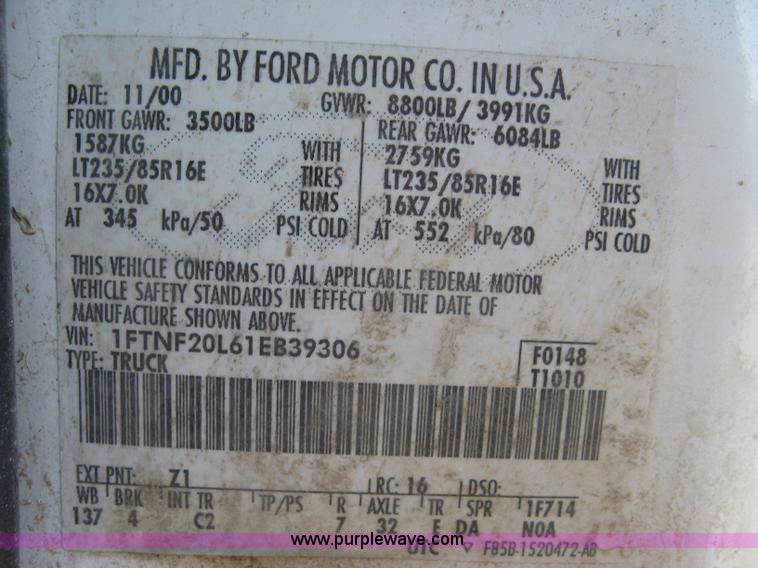 MFD. BY FORD MOTOR CO. IN U.S.A.
DATE: 11/00 GVWR: 8800LB/ 3991KG
FRONT GAWR: 3500LB REAR GAWR: 6084LB
1587KG WITH 2759KG WITH
LT235/85R16E TIRES LT235/85R16E TIRES
16X7.0K RIMS 16X7.0K RIMS
AT 345 kPa/50 PSI COLD AT 552 kPa/80 PSI COLD
THIS VEHICLE CONFORMS TO ALL APPLICABLE FEDERAL MOTOR
VEHICLE SAFETY STANDARDS IN EFFECT ON THE DATE OF
MANUFACTURE SHOWN ABOVE.
VIN: 1FTNF20L61EB39306 F0148
TYPE: TRUCK T1010
EXT PNT: Z1 RC: 16 DSO:
WB BRK INT TR TP/PS R AXLE TR SPR 1F714
137 4 C2 7 32 E DA N0A
UTC F85B-1520472-AB
www.purplewave.com